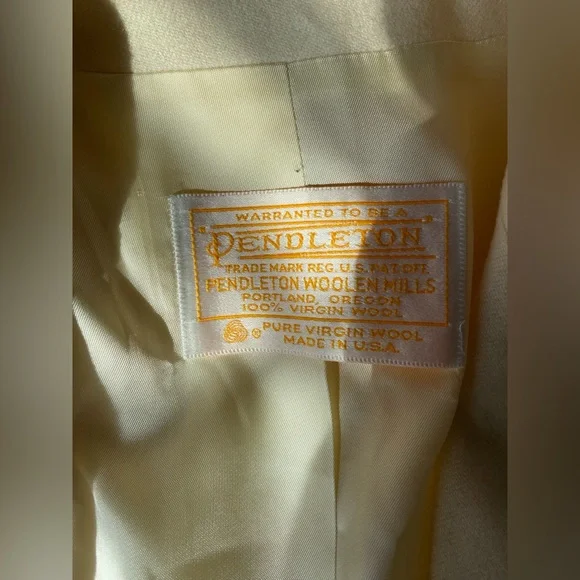 WARRANTED TO BE A
PENDLETON
TRADE MARK REG. U.S. PAT. OFF.
PENDLETON WOOLEN MILLS
PORTLAND, OREGON
100% VIRGIN WOOL
® PURE VIRGIN WOOL
MADE IN U.S.A.